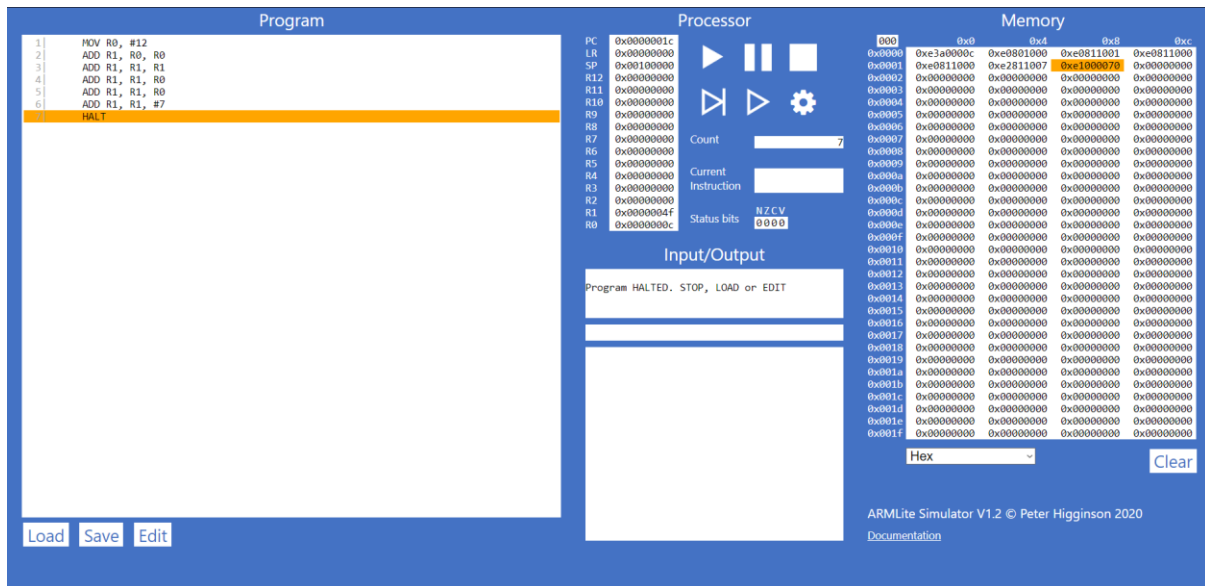 Program
1| MOV R0, #12
2| ADD R1, R0, R0
3| ADD R1, R1, R1
4| ADD R1, R1, R0
5| ADD R1, R1, R0
6| ADD R1, R1, #7
HALT
Load Save Edit
Processor
PC 0x0000001c
LR 0x00000000
SP 0x00100000
R12 0x00000000
R11 0x00000000
R10 0x00000000
R9 0x00000000
R8 0x00000000
R7 0x00000000
R6 0x00000000
R5 0x00000000
R4 0x00000000
R3 0x00000000
R2 0x00000000
R1 0x0000004f
R0 0x0000000c
Count 7
Current
Instruction
Status bits
NZCV
0000
Input/Output
Program HALTED. STOP, LOAD or EDIT
Memory
000 0x0 0x4 0x8 0xc
0x0000 0xe3a0000c 0xe0801000 0xe0811001 0xe0811000
0x0001 0xe0811000 0xe2811007 0xe1000070 0x00000000
0x0002 0x00000000 0x00000000 0x00000000 0x00000000
0x0003 0x00000000 0x00000000 0x00000000 0x00000000
0x0004 0x00000000 0x00000000 0x00000000 0x00000000
0x0005 0x00000000 0x00000000 0x00000000 0x00000000
0x0006 0x00000000 0x00000000 0x00000000 0x00000000
0x0007 0x00000000 0x00000000 0x00000000 0x00000000
0x0008 0x00000000 0x00000000 0x00000000 0x00000000
0x0009 0x00000000 0x00000000 0x00000000 0x00000000
0x000a 0x00000000 0x00000000 0x00000000 0x00000000
0x000b 0x00000000 0x00000000 0x00000000 0x00000000
0x000c 0x00000000 0x00000000 0x00000000 0x00000000
0x000d 0x00000000 0x00000000 0x00000000 0x00000000
0x000e 0x00000000 0x00000000 0x00000000 0x00000000
0x000f 0x00000000 0x00000000 0x00000000 0x00000000
0x0010 0x00000000 0x00000000 0x00000000 0x00000000
0x0011 0x00000000 0x00000000 0x00000000 0x00000000
0x0012 0x00000000 0x00000000 0x00000000 0x00000000
0x0013 0x00000000 0x00000000 0x00000000 0x00000000
0x0014 0x00000000 0x00000000 0x00000000 0x00000000
0x0015 0x00000000 0x00000000 0x00000000 0x00000000
0x0016 0x00000000 0x00000000 0x00000000 0x00000000
0x0017 0x00000000 0x00000000 0x00000000 0x00000000
0x0018 0x00000000 0x00000000 0x00000000 0x00000000
0x0019 0x00000000 0x00000000 0x00000000 0x00000000
0x001a 0x00000000 0x00000000 0x00000000 0x00000000
0x001b 0x00000000 0x00000000 0x00000000 0x00000000
0x001c 0x00000000 0x00000000 0x00000000 0x00000000
0x001d 0x00000000 0x00000000 0x00000000 0x00000000
0x001e 0x00000000 0x00000000 0x00000000 0x00000000
0x001f 0x00000000 0x00000000 0x00000000 0x00000000
Hex
Clear
ARMLite Simulator V1.2 © Peter Higginson 2020
Documentation